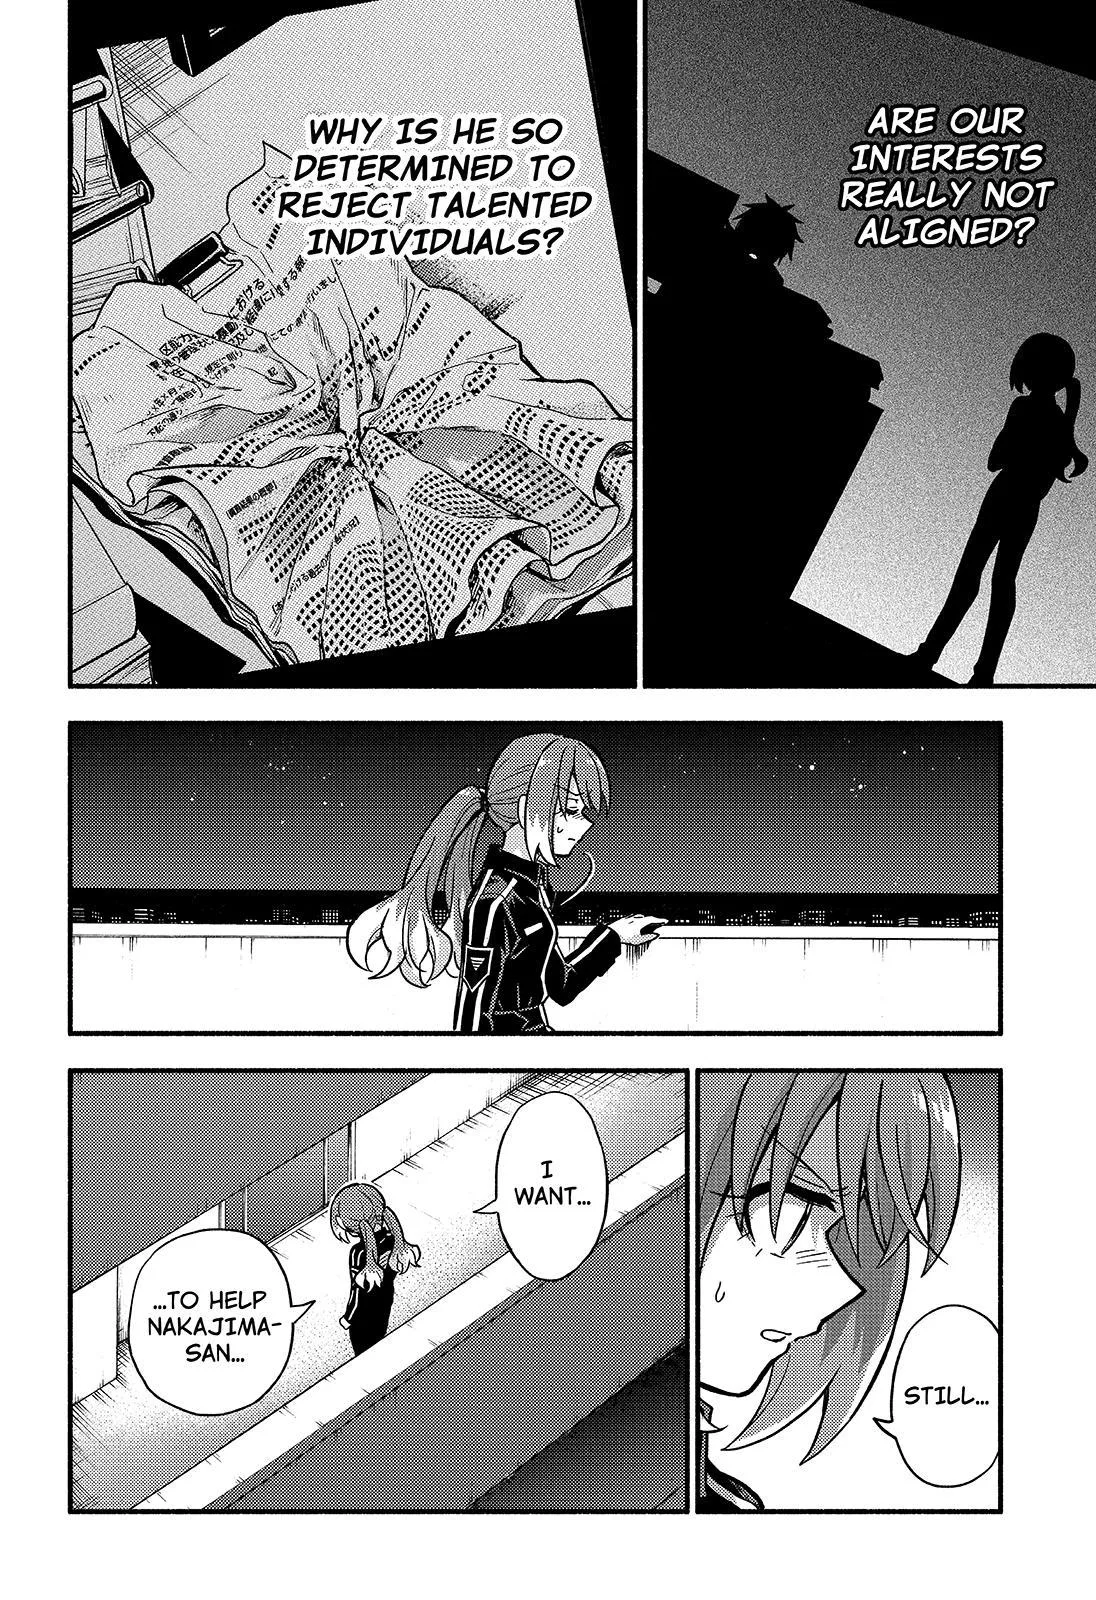 ARE OUR
INTERESTS
REALLY NOT
ALIGNED?
WHY IS HE SO
DETERMINED TO
REJECT TALENTED
INDIVIDUALS?
STILL...
I
WANT...
...TO HELP
NAKAJIMA-
SAN...